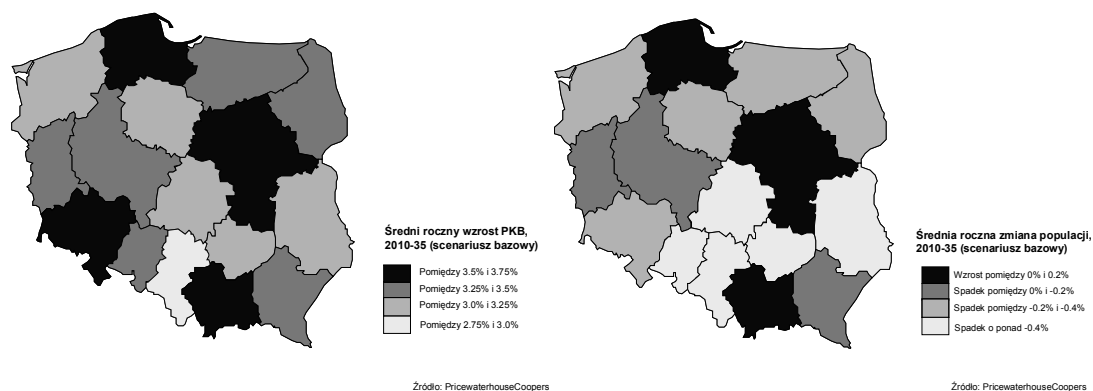 Średni roczny wzrost PKB,
2010-35 (scenariusz bazowy)
Pomiędzy 3.5% i 3.75%
Pomiędzy 3.25% i 3.5%
Pomiędzy 3.0% i 3.25%
Pomiędzy 2.75% i 3.0%
Źródło: PricewaterhouseCoopers
Średnia roczna zmiana populacji,
2010-35 (scenariusz bazowy)
Wzrost pomiędzy 0% i 0.2%
Spadek pomiędzy 0% i -0.2%
Spadek pomiędzy -0.2% i -0.4%
Spadek o ponad -0.4%
Źródło: PricewaterhouseCoopers